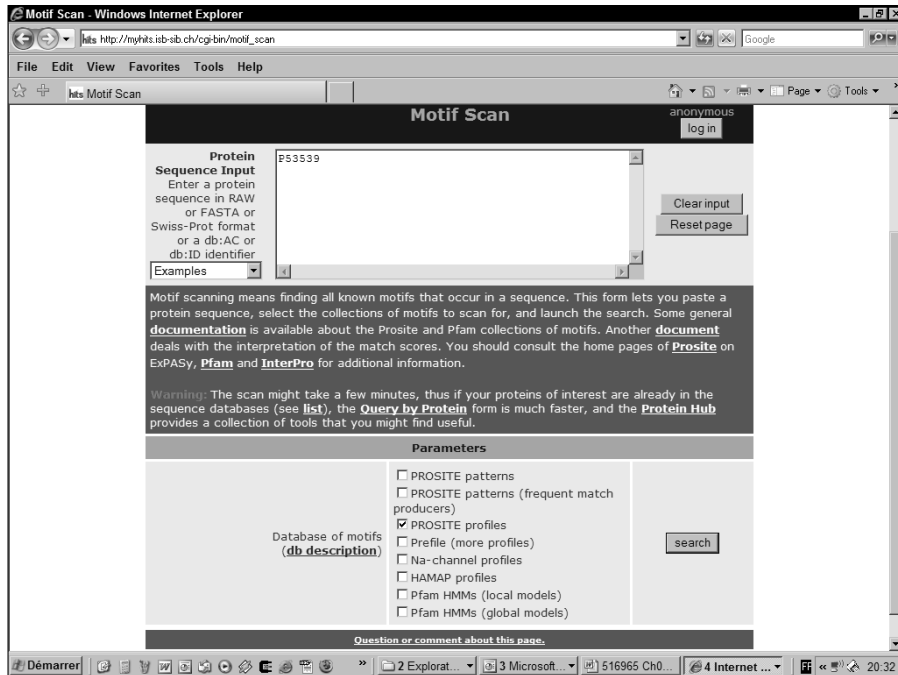 Motif Scan - Windows Internet Explorer
hits http://myhits.isb-sib.ch/cgi-bin/motif_scan
Google
File Edit View Favorites Tools Help
hits Motif Scan
Page Tools »
Motif Scan
anonymous
log in
Protein
Sequence Input
Enter a protein
sequence in RAW
or FASTA or
Swiss-Prot format
or a db:AC or
db:ID identifier
Examples
P53539
Clear input
Reset page
Motif scanning means finding all known motifs that occur in a sequence. This form lets you paste a
protein sequence, select the collections of motifs to scan for, and launch the search. Some general
documentation is available about the Prosite and Pfam collections of motifs. Another document
deals with the interpretation of the match scores. You should consult the home pages of Prosite on
ExPASy, Pfam and InterPro for additional information.
Warning: The scan might take a few minutes, thus if your proteins of interest are already in the
sequence databases (see list), the Query by Protein form is much faster, and the Protein Hub
provides a collection of tools that you might find useful.
Parameters
Database of motifs
(db description)
PROSITE patterns
PROSITE patterns (frequent match
producers)
PROSITE profiles
Prefile (more profiles)
Na-channel profiles
HAMAP profiles
Pfam HMMs (local models)
Pfam HMMs (global models)
search
Question or comment about this page.
Démarrer » 2 Explorat... 3 Microsoft... 516965 Ch0... 4 Internet ... « 20:32